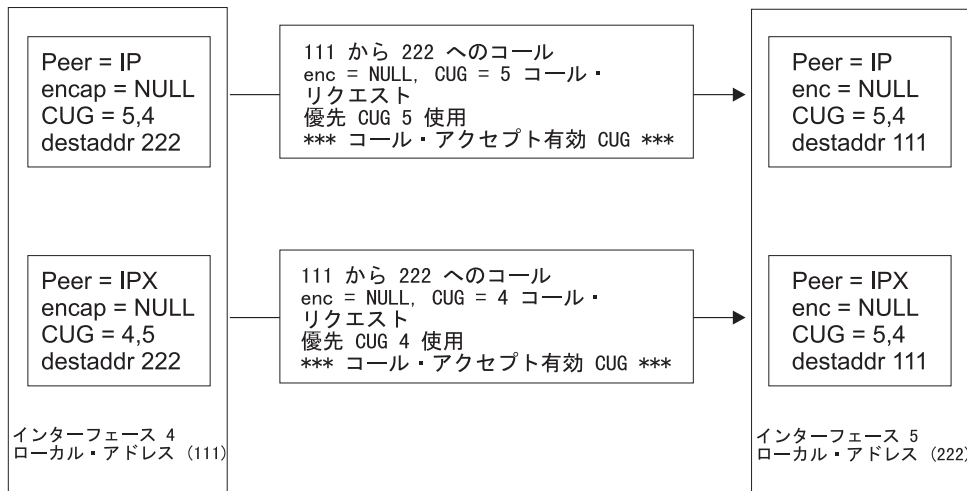 Peer = IP
encap = NULL
CUG = 5,4
destaddr 222
111 から 222 へのコール
enc = NULL, CUG = 5 コール・
リクエスト
優先 CUG 5 使用
*** コール・アクセプト有効 CUG ***
Peer = IP
enc = NULL
CUG = 5,4
destaddr 111
Peer = IPX
encap = NULL
CUG = 4,5
destaddr 222
111 から 222 へのコール
enc = NULL, CUG = 4 コール・
リクエスト
優先 CUG 4 使用
*** コール・アクセプト有効 CUG ***
Peer = IPX
enc = NULL
CUG = 5,4
destaddr 111
インターフェース 4
ローカル・アドレス (111)
インターフェース 5
ローカル・アドレス (222)